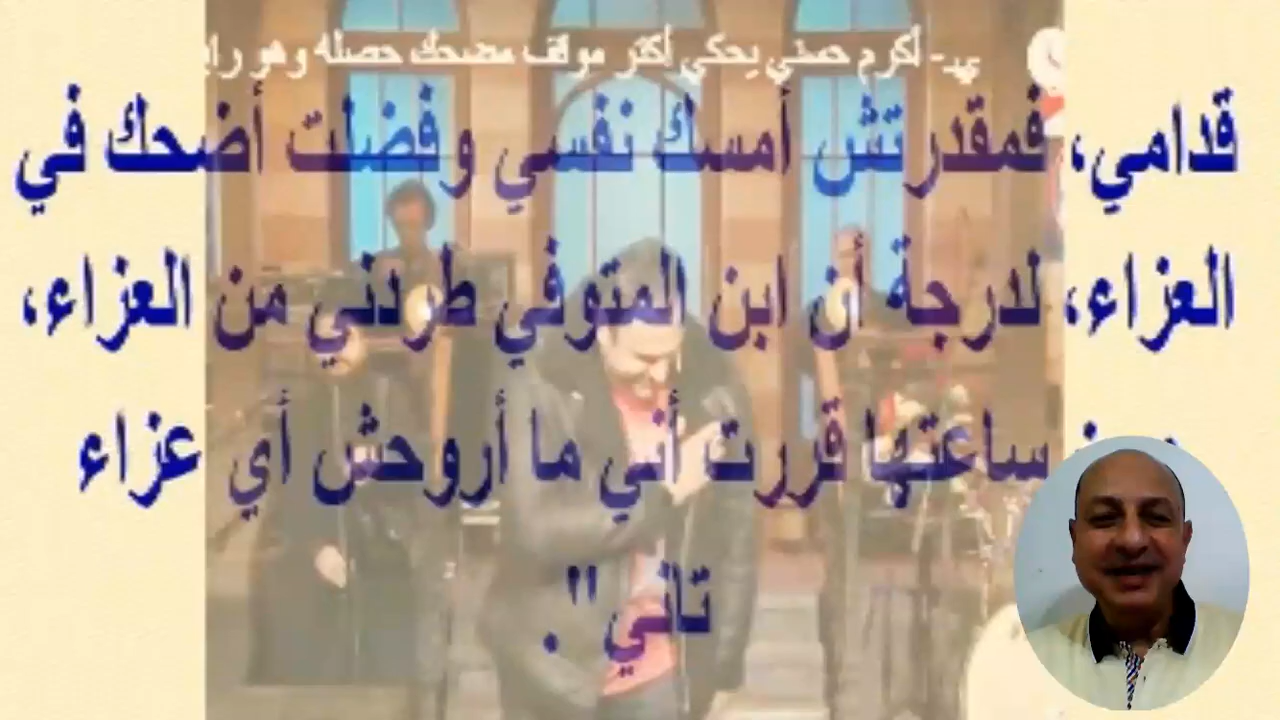 ي- أكرم حسني يحكي أكثر موقف مضحك حصله وهو رايح
قدامي، فمقدرتش أمسك نفسي وفضلت أضحك في
العزاء، لدرجة أن ابن المتوفي طردني من العزاء،
ساعتها قررت أني ما أروحش أي عزاء
تاني".